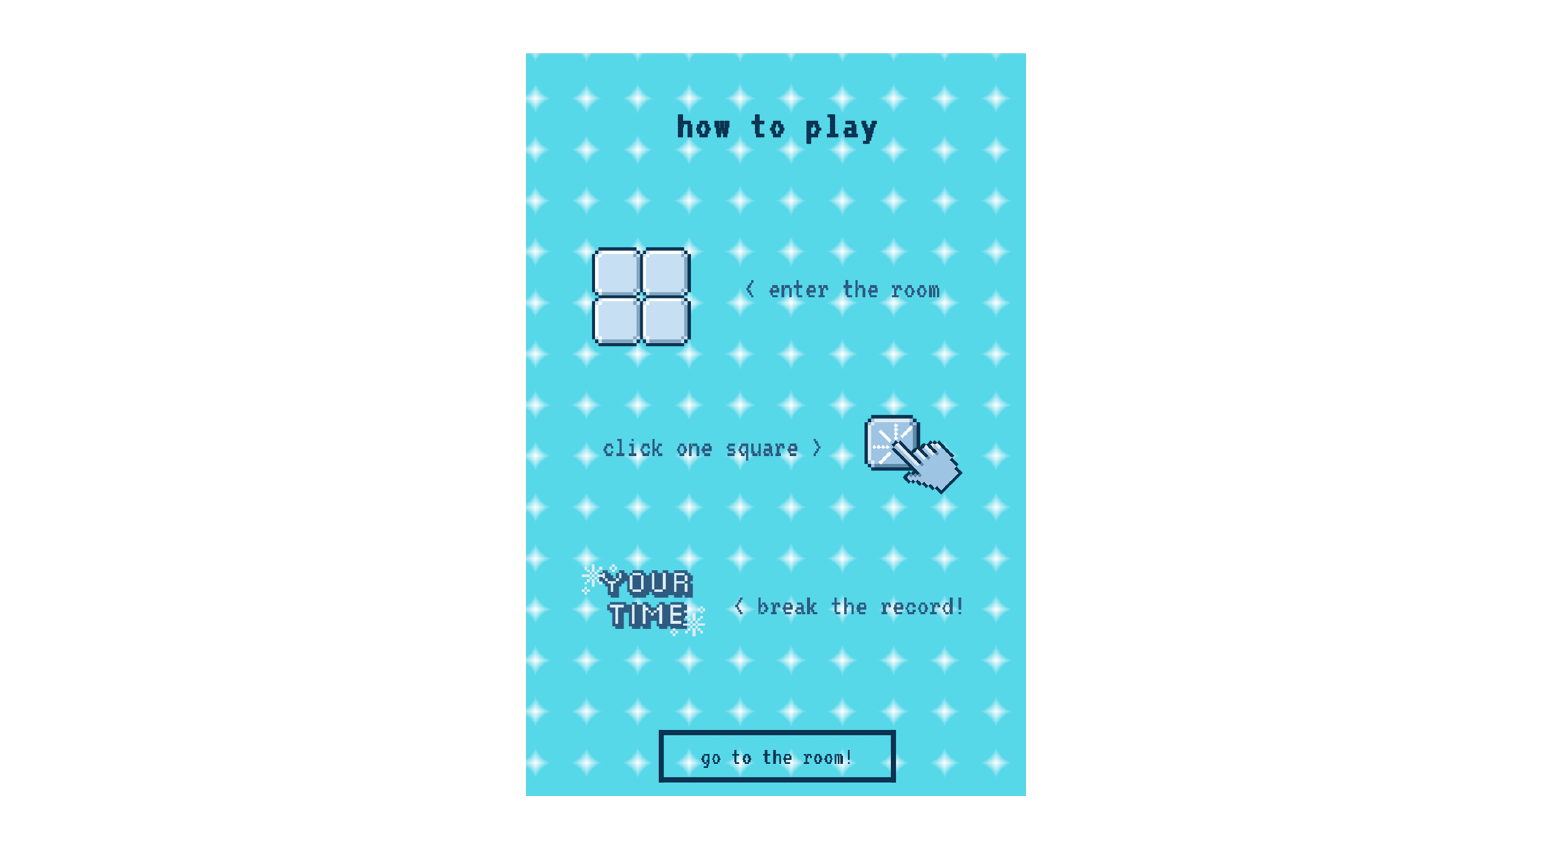 how to play
< enter the room
click one square >
YOUR
TIME
< break the record!
go to the room!